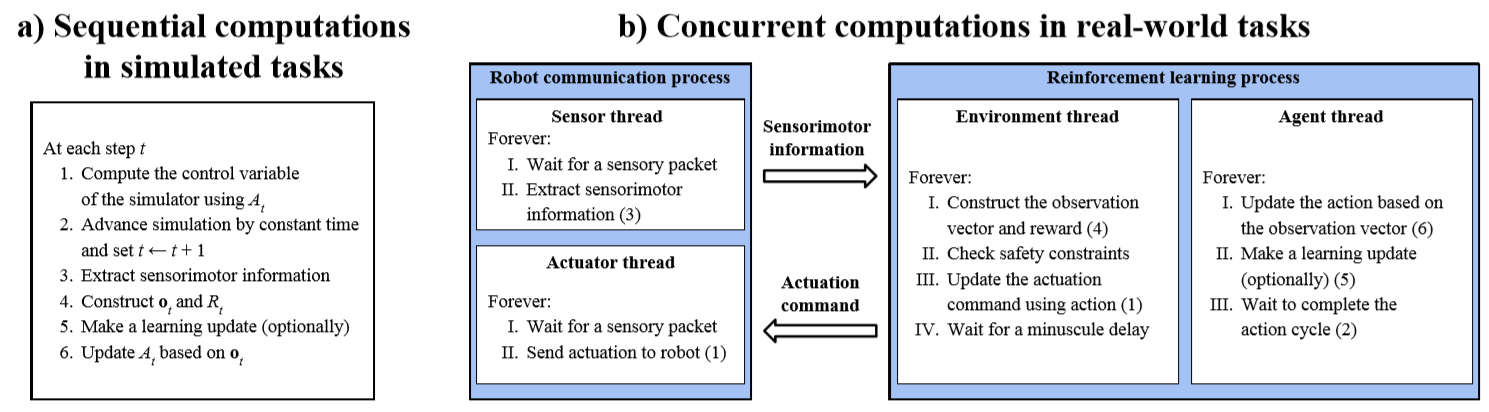 a) Sequential computations
in simulated tasks
At each step t
1. Compute the control variable
of the simulator using Aₜ
2. Advance simulation by constant time
and set t ← t + 1
3. Extract sensorimotor information
4. Construct oₜ and Rₜ
5. Make a learning update (optionally)
6. Update Aₜ based on oₜ
b) Concurrent computations in real-world tasks
Robot communication process
Sensor thread
Forever:
I. Wait for a sensory packet
II. Extract sensorimotor
information (3)
Actuator thread
Forever:
I. Wait for a sensory packet
II. Send actuation to robot (1)
Sensorimotor
information
Actuation
command
Reinforcement learning process
Environment thread
Forever:
I. Construct the observation
vector and reward (4)
II. Check safety constraints
III. Update the actuation
command using action (1)
IV. Wait for a minuscule delay
Agent thread
Forever:
I. Update the action based on
the observation vector (6)
II. Make a learning update
(optionally) (5)
III. Wait to complete the
action cycle (2)